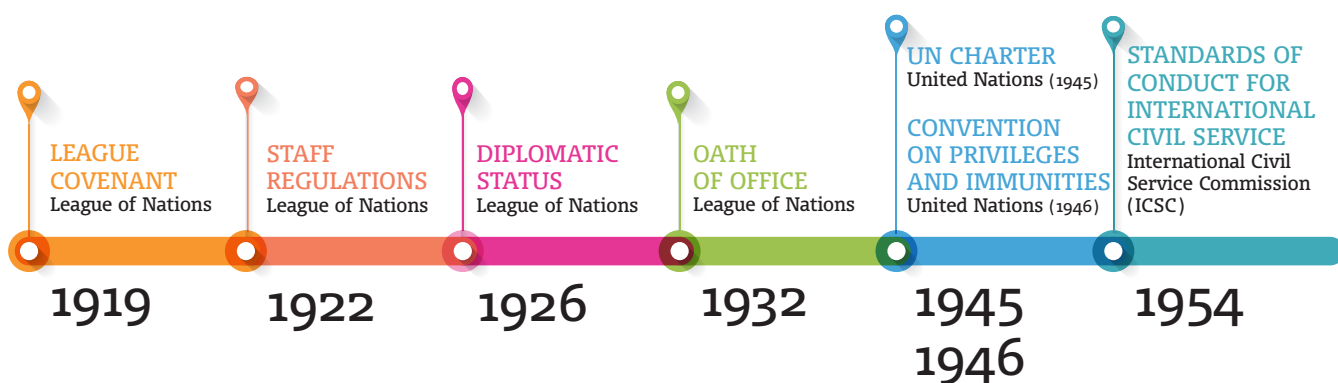 LEAGUE
COVENANT
League of Nations
1919
STAFF
REGULATIONS
League of Nations
1922
DIPLOMATIC
STATUS
League of Nations
1926
OATH
OF OFFICE
League of Nations
1932
UN CHARTER
United Nations (1945)
CONVENTION
ON PRIVILEGES
AND IMMUNITIES
United Nations (1946)
1945
1946
STANDARDS OF
CONDUCT FOR
INTERNATIONAL
CIVIL SERVICE
International Civil
Service Commission
(ICSC)
1954